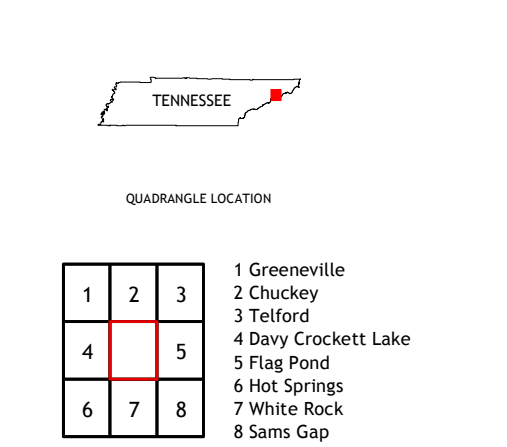 TENNESSEE
QUADRANGLE LOCATION
1 2 3
4 5
6 7 8
1 Greeneville
2 Chuckey
3 Telford
4 Davy Crockett Lake
5 Flag Pond
6 Hot Springs
7 White Rock
8 Sams Gap